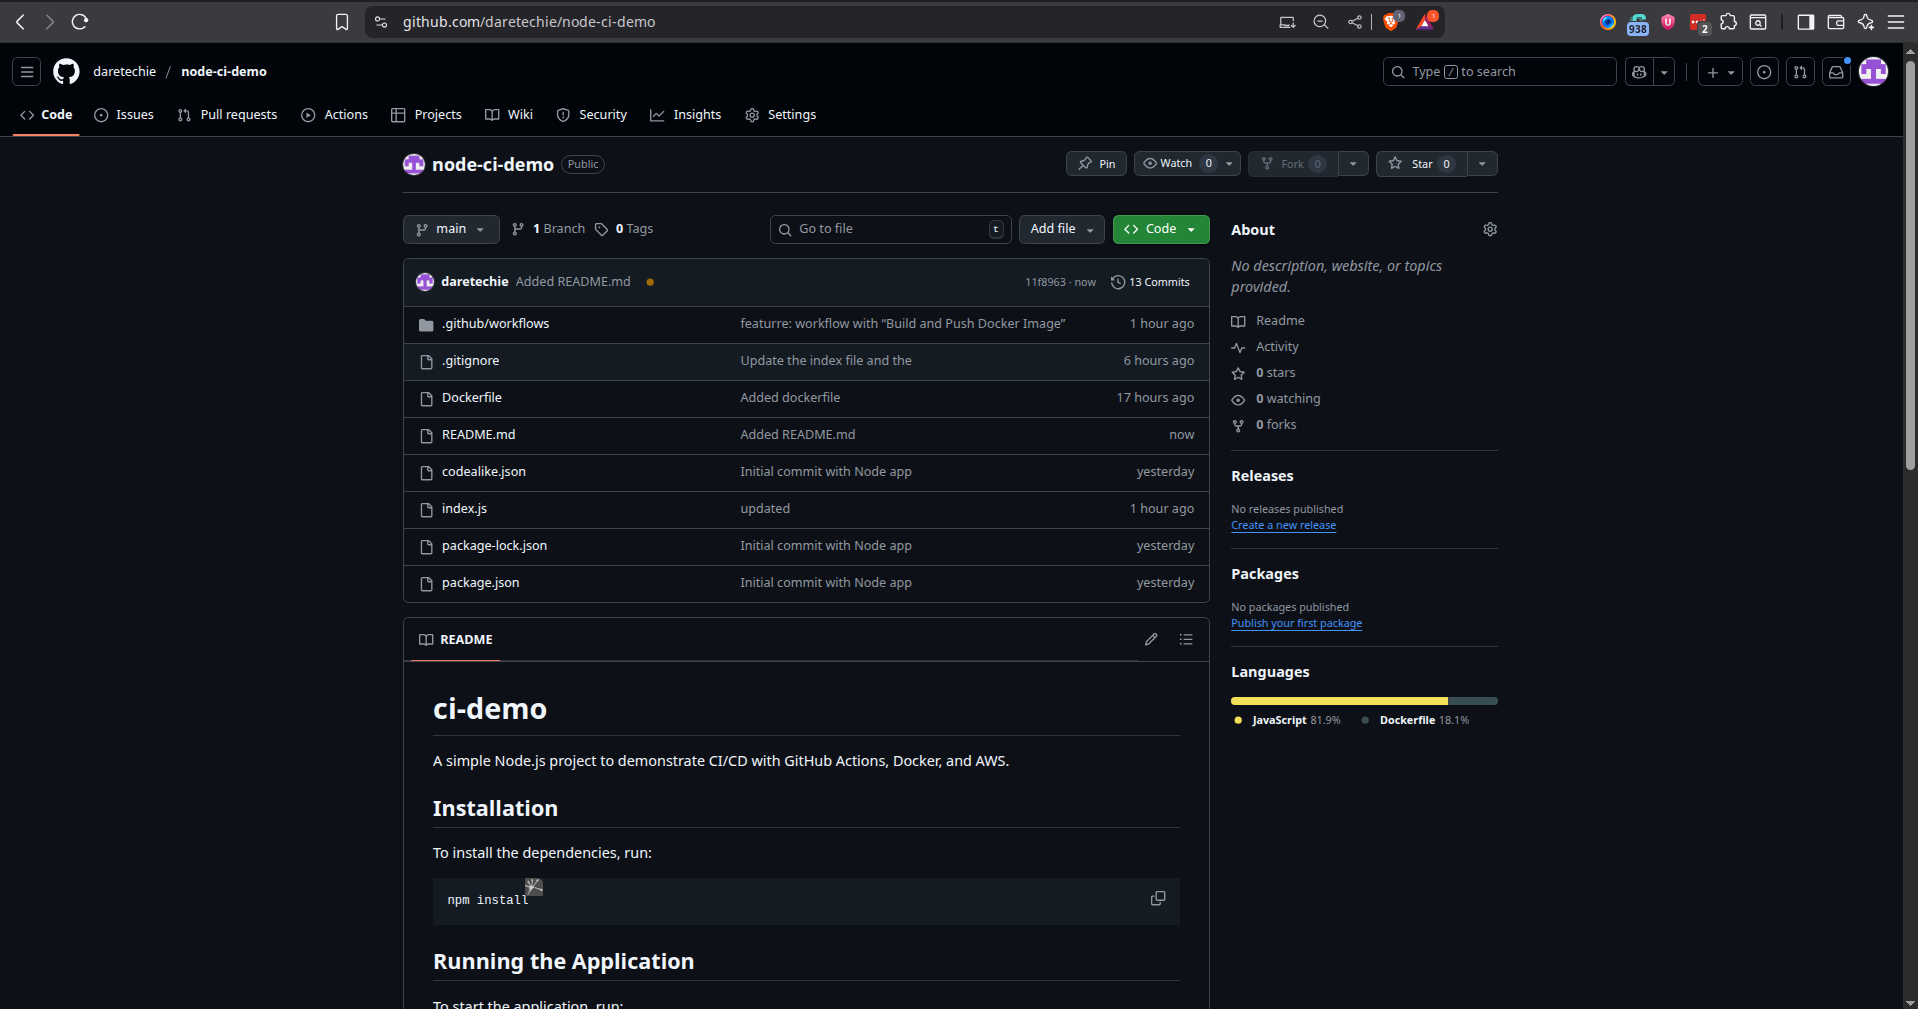 github.com/daretechie/node-ci-demo
1
1
938
2
daretechie / node-ci-demo
Type / to search
Code Issues Pull requests Actions Projects Wiki Security Insights Settings
node-ci-demo Public
Pin Watch 0 Fork 0 Star 0
main 1 Branch 0 Tags Go to file t Add file Code
daretechie Added README.md 11f8963 · now 13 Commits
.github/workflows featurre: workflow with “Build and Push Docker Image” 1 hour ago
.gitignore Update the index file and the 6 hours ago
Dockerfile Added dockerfile 17 hours ago
README.md Added README.md now
codealike.json Initial commit with Node app yesterday
index.js updated 1 hour ago
package-lock.json Initial commit with Node app yesterday
package.json Initial commit with Node app yesterday
README
ci-demo
A simple Node.js project to demonstrate CI/CD with GitHub Actions, Docker, and AWS.
Installation
To install the dependencies, run:
npm install
Running the Application
To start the application, run:
About
No description, website, or topics
provided.
Readme
Activity
0 stars
0 watching
0 forks
Releases
No releases published
Create a new release
Packages
No packages published
Publish your first package
Languages
JavaScript 81.9% Dockerfile 18.1%